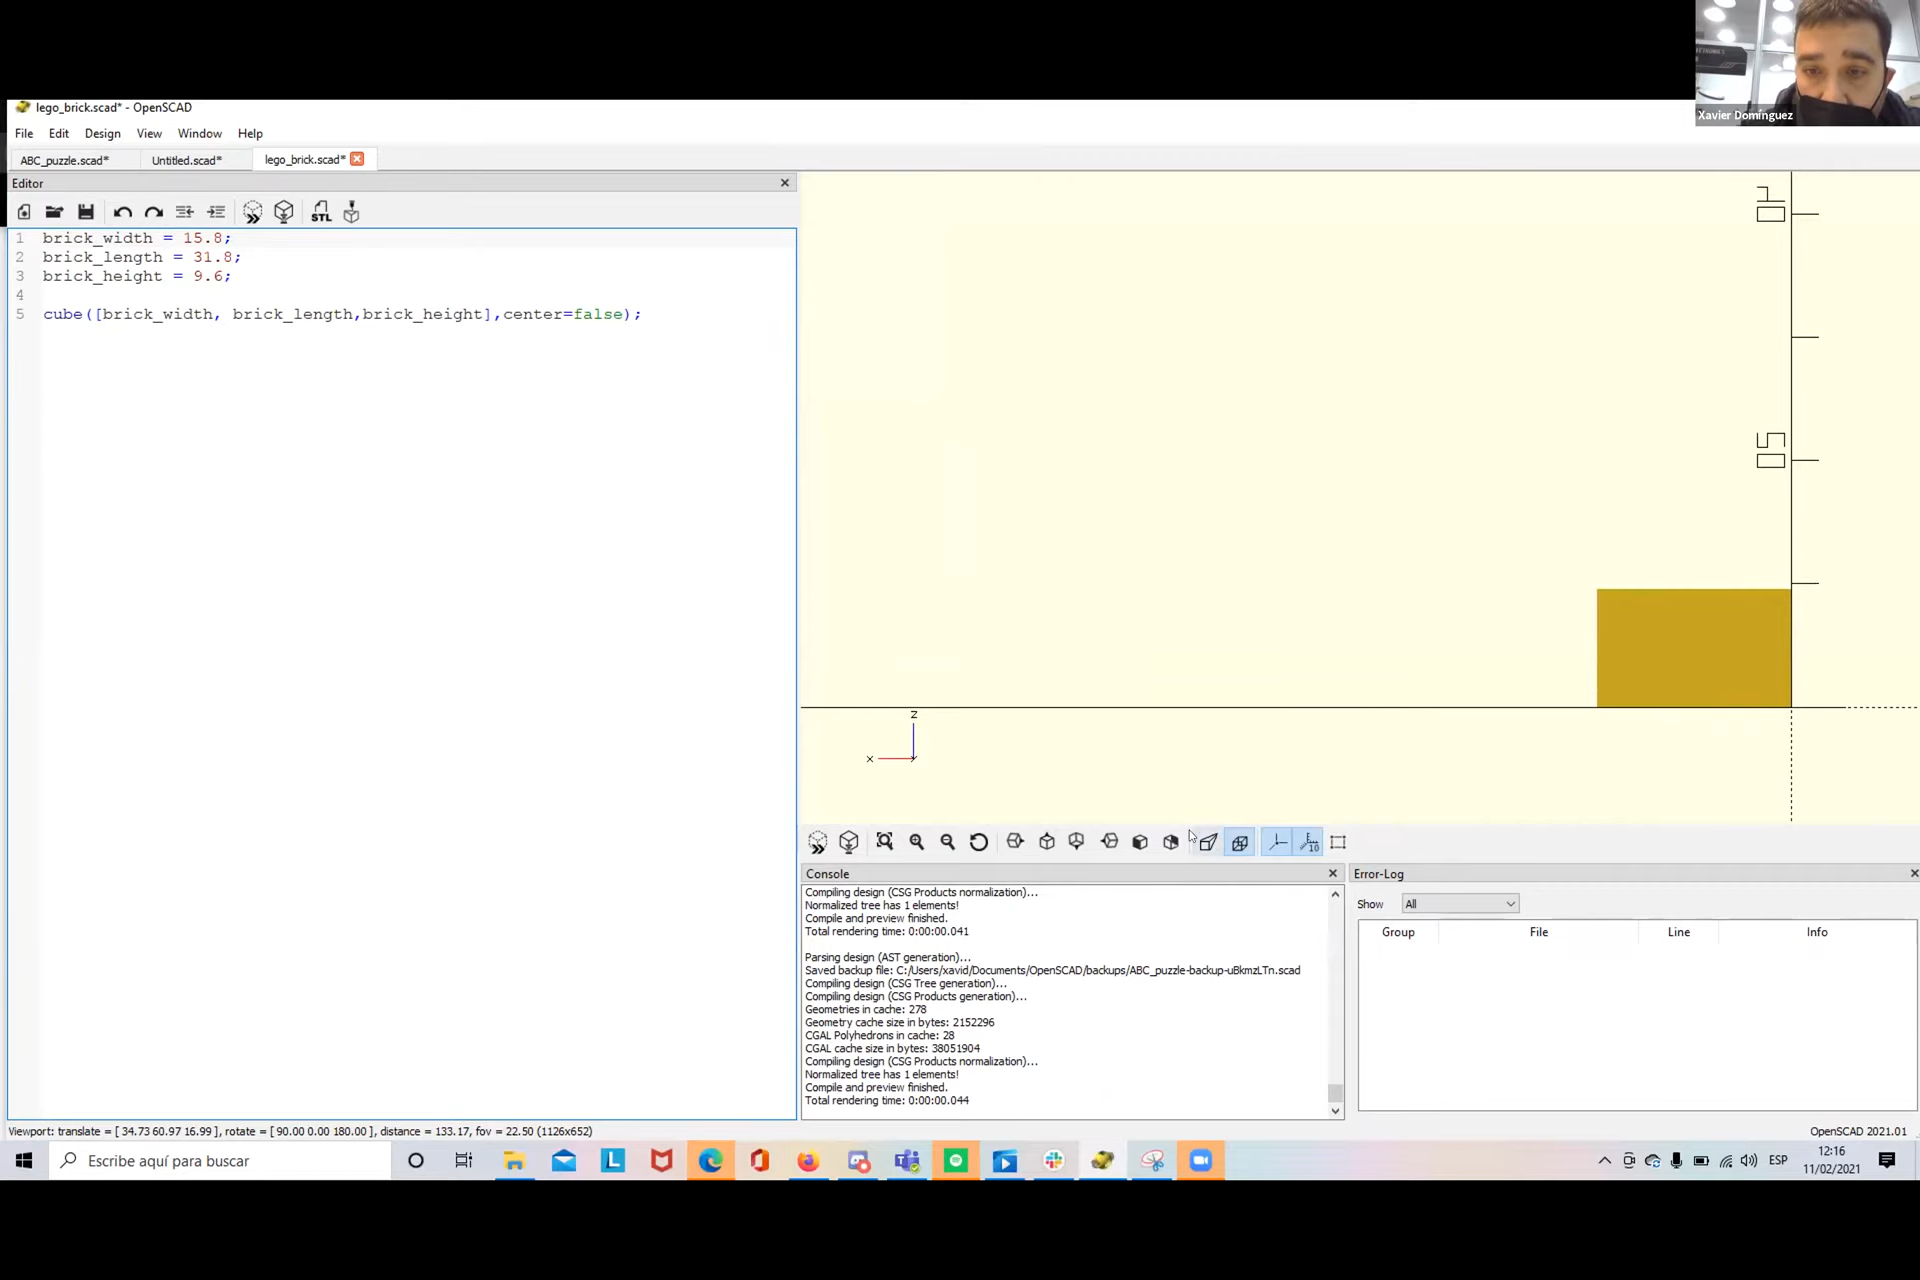 Xavier Domínguez
lego_brick.scad* - OpenSCAD
File Edit Design View Window Help
ABC_puzzle.scad* Untitled.scad* lego_brick.scad*
Editor
STL
1 brick_width = 15.8;
2 brick_length = 31.8;
3 brick_height = 9.6;
4
5 cube([brick_width, brick_length,brick_height],center=false);
z
x
10
Console
Compiling design (CSG Products normalization)...
Normalized tree has 1 elements!
Compile and preview finished.
Total rendering time: 0:00:00.041
Parsing design (AST generation)...
Saved backup file: C:/Users/xavid/Documents/OpenSCAD/backups/ABC_puzzle-backup-uBkmzLTn.scad
Compiling design (CSG Tree generation)...
Compiling design (CSG Products generation)...
Geometries in cache: 278
Geometry cache size in bytes: 2152296
CGAL Polyhedrons in cache: 28
CGAL cache size in bytes: 38051904
Compiling design (CSG Products normalization)...
Normalized tree has 1 elements!
Compile and preview finished.
Total rendering time: 0:00:00.044
Error-Log
Show All
Group File Line Info
Viewport: translate = [ 34.73 60.97 16.99 ], rotate = [ 90.00 0.00 180.00 ], distance = 133.17, fov = 22.50 (1126x652)
OpenSCAD 2021.01
Escribe aquí para buscar
ESP
12:16
11/02/2021